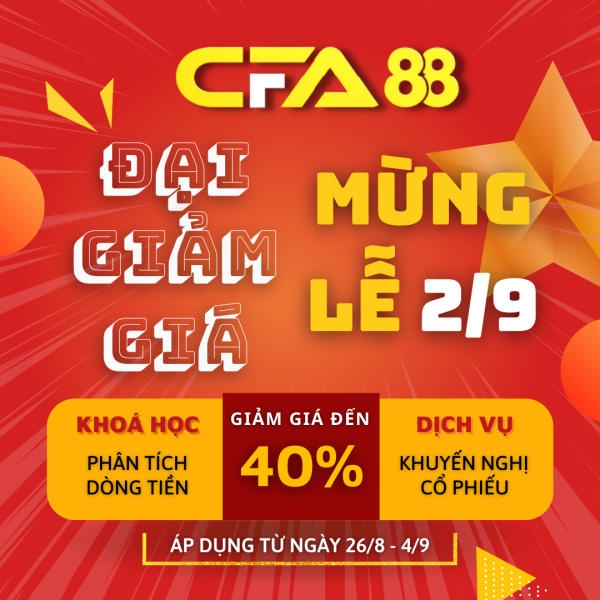 CFA88
ĐẠI
GIẢM
GIÁ
MỪNG
LỄ 2/9
KHOÁ HỌC
PHÂN TÍCH
DÒNG TIỀN
GIẢM GIÁ ĐẾN
40%
DỊCH VỤ
KHUYẾN NGHỊ
CỔ PHIẾU
ÁP DỤNG TỪ NGÀY 26/8 - 4/9